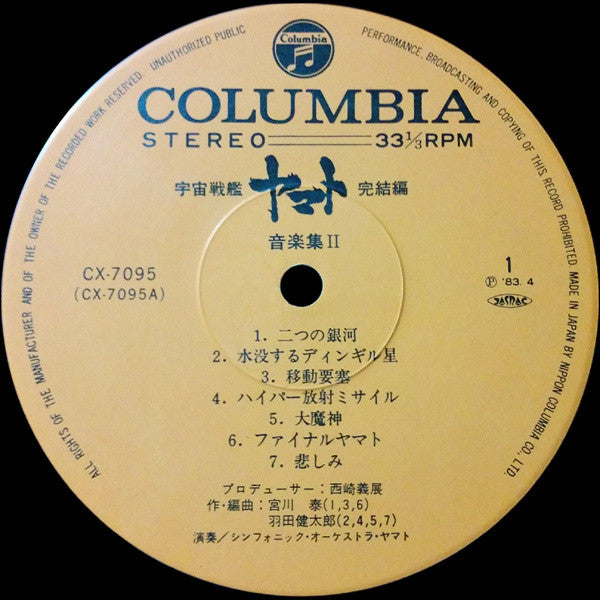 Columbia
COLUMBIA
STEREO 33 1/3 RPM
宇宙戦艦 ヤマト 完結編
音楽集II
CX-7095
(CX-7095A)
1
Ⓟ '83. 4
JASRAC
1. 二つの銀河
2. 水没するディンギル星
3. 移動要塞
4. ハイパー放射ミサイル
5. 大魔神
6. ファイナルヤマト
7. 悲しみ
プロデューサー：西崎義展
作・編曲：宮川 泰(1,3,6)
羽田健太郎(2,4,5,7)
演奏／シンフォニック・オーケストラ・ヤマト
ALL RIGHTS OF THE MANUFACTURER AND OF THE OWNER OF THE RECORDED WORK RESERVED. UNAUTHORIZED PUBLIC PERFORMANCE, BROADCASTING AND COPYING OF THIS RECORD PROHIBITED. MADE IN JAPAN BY NIPPON COLUMBIA CO., LTD.